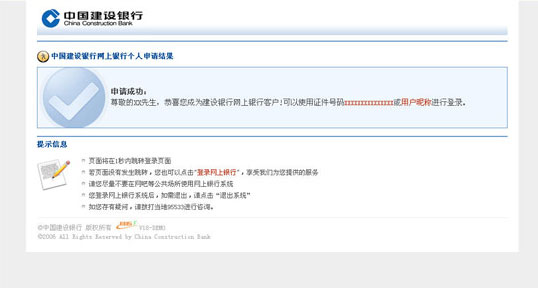 中国建设银行
China Construction Bank
中国建设银行网上银行个人申请结果
申请成功:
尊敬的XX先生，恭喜您成为建设银行网上银行客户!可以使用证件号码xxxxxxxxxxxxxxx或用户昵称进行登录。
提示信息
页面将在1秒内跳转登录页面
若页面没有发生跳转，您也可以点击"登录网上银行"，享受我们为您提供的服务
请您尽量不要在网吧等公共场所使用网上银行系统
您登录网上银行系统后，如需退出，请点击 "退出系统"
如您存有疑问，请拨打当地95533进行咨询。
©中国建设银行 版权所有
©2006 All Rights Reserved by China Construction Bank